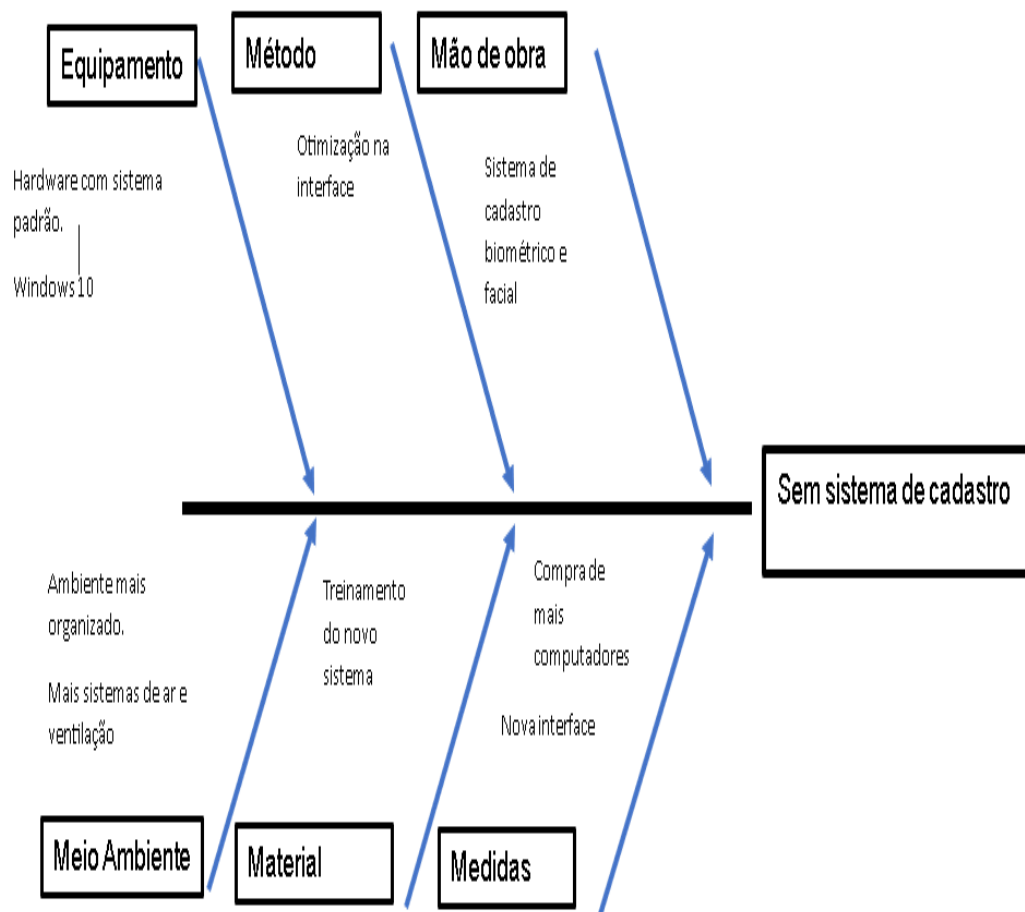 Equipamento
Método
Mão de obra
Hardware com sistema
padrão.
Windows 10
Otimização na
interface
Sistema de
cadastro
biométrico e
facial
Sem sistema de cadastro
Ambiente mais
organizado.
Mais sistemas de ar e
ventilação
Treinamento
do novo
sistema
Compra de
mais
computadores
Nova interface
Meio Ambiente
Material
Medidas